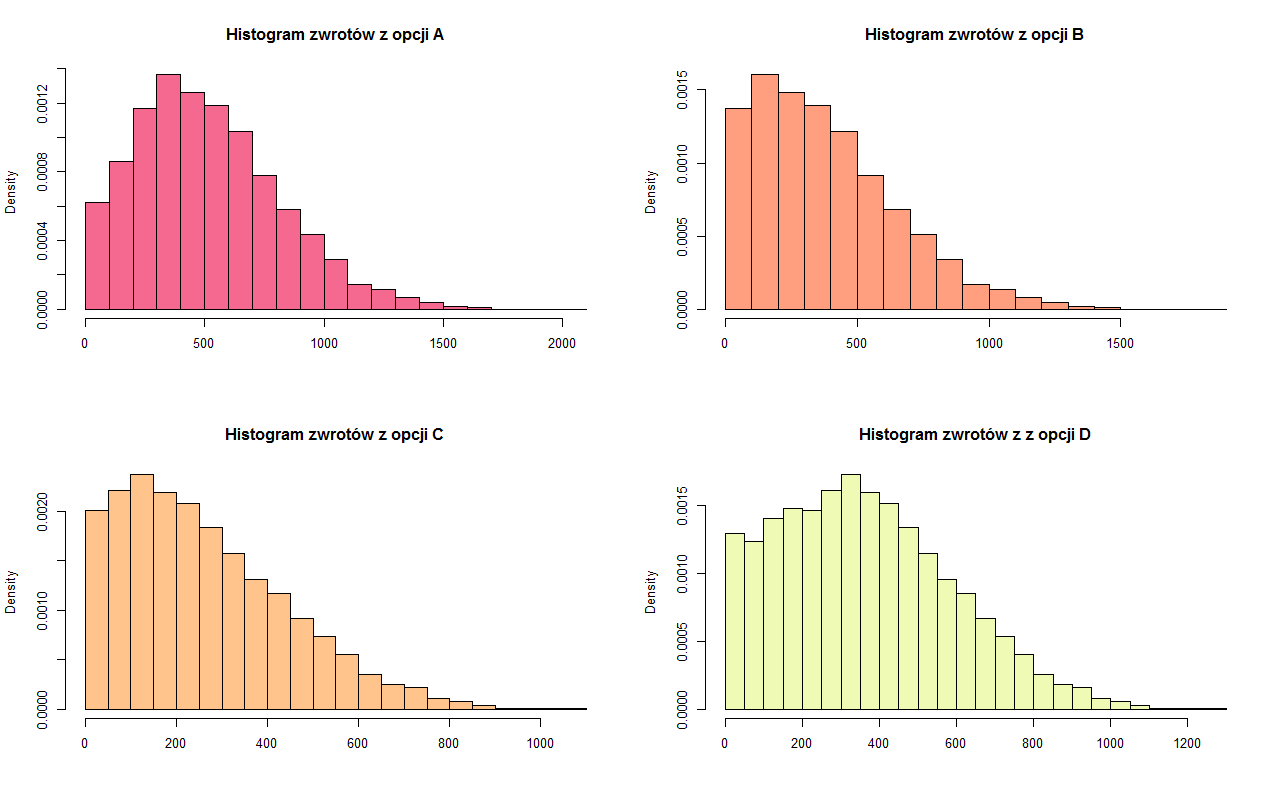 Histogram zwrotów z opcji A
Density
0.0000 0.0004 0.0008 0.0012
0 500 1000 1500 2000
Histogram zwrotów z opcji B
Density
0.0000 0.0005 0.0010 0.0015
0 500 1000 1500
Histogram zwrotów z opcji C
Density
0.0000 0.0010 0.0020
0 200 400 600 800 1000
Histogram zwrotów z z opcji D
Density
0.0000 0.0005 0.0010 0.0015
0 200 400 600 800 1000 1200